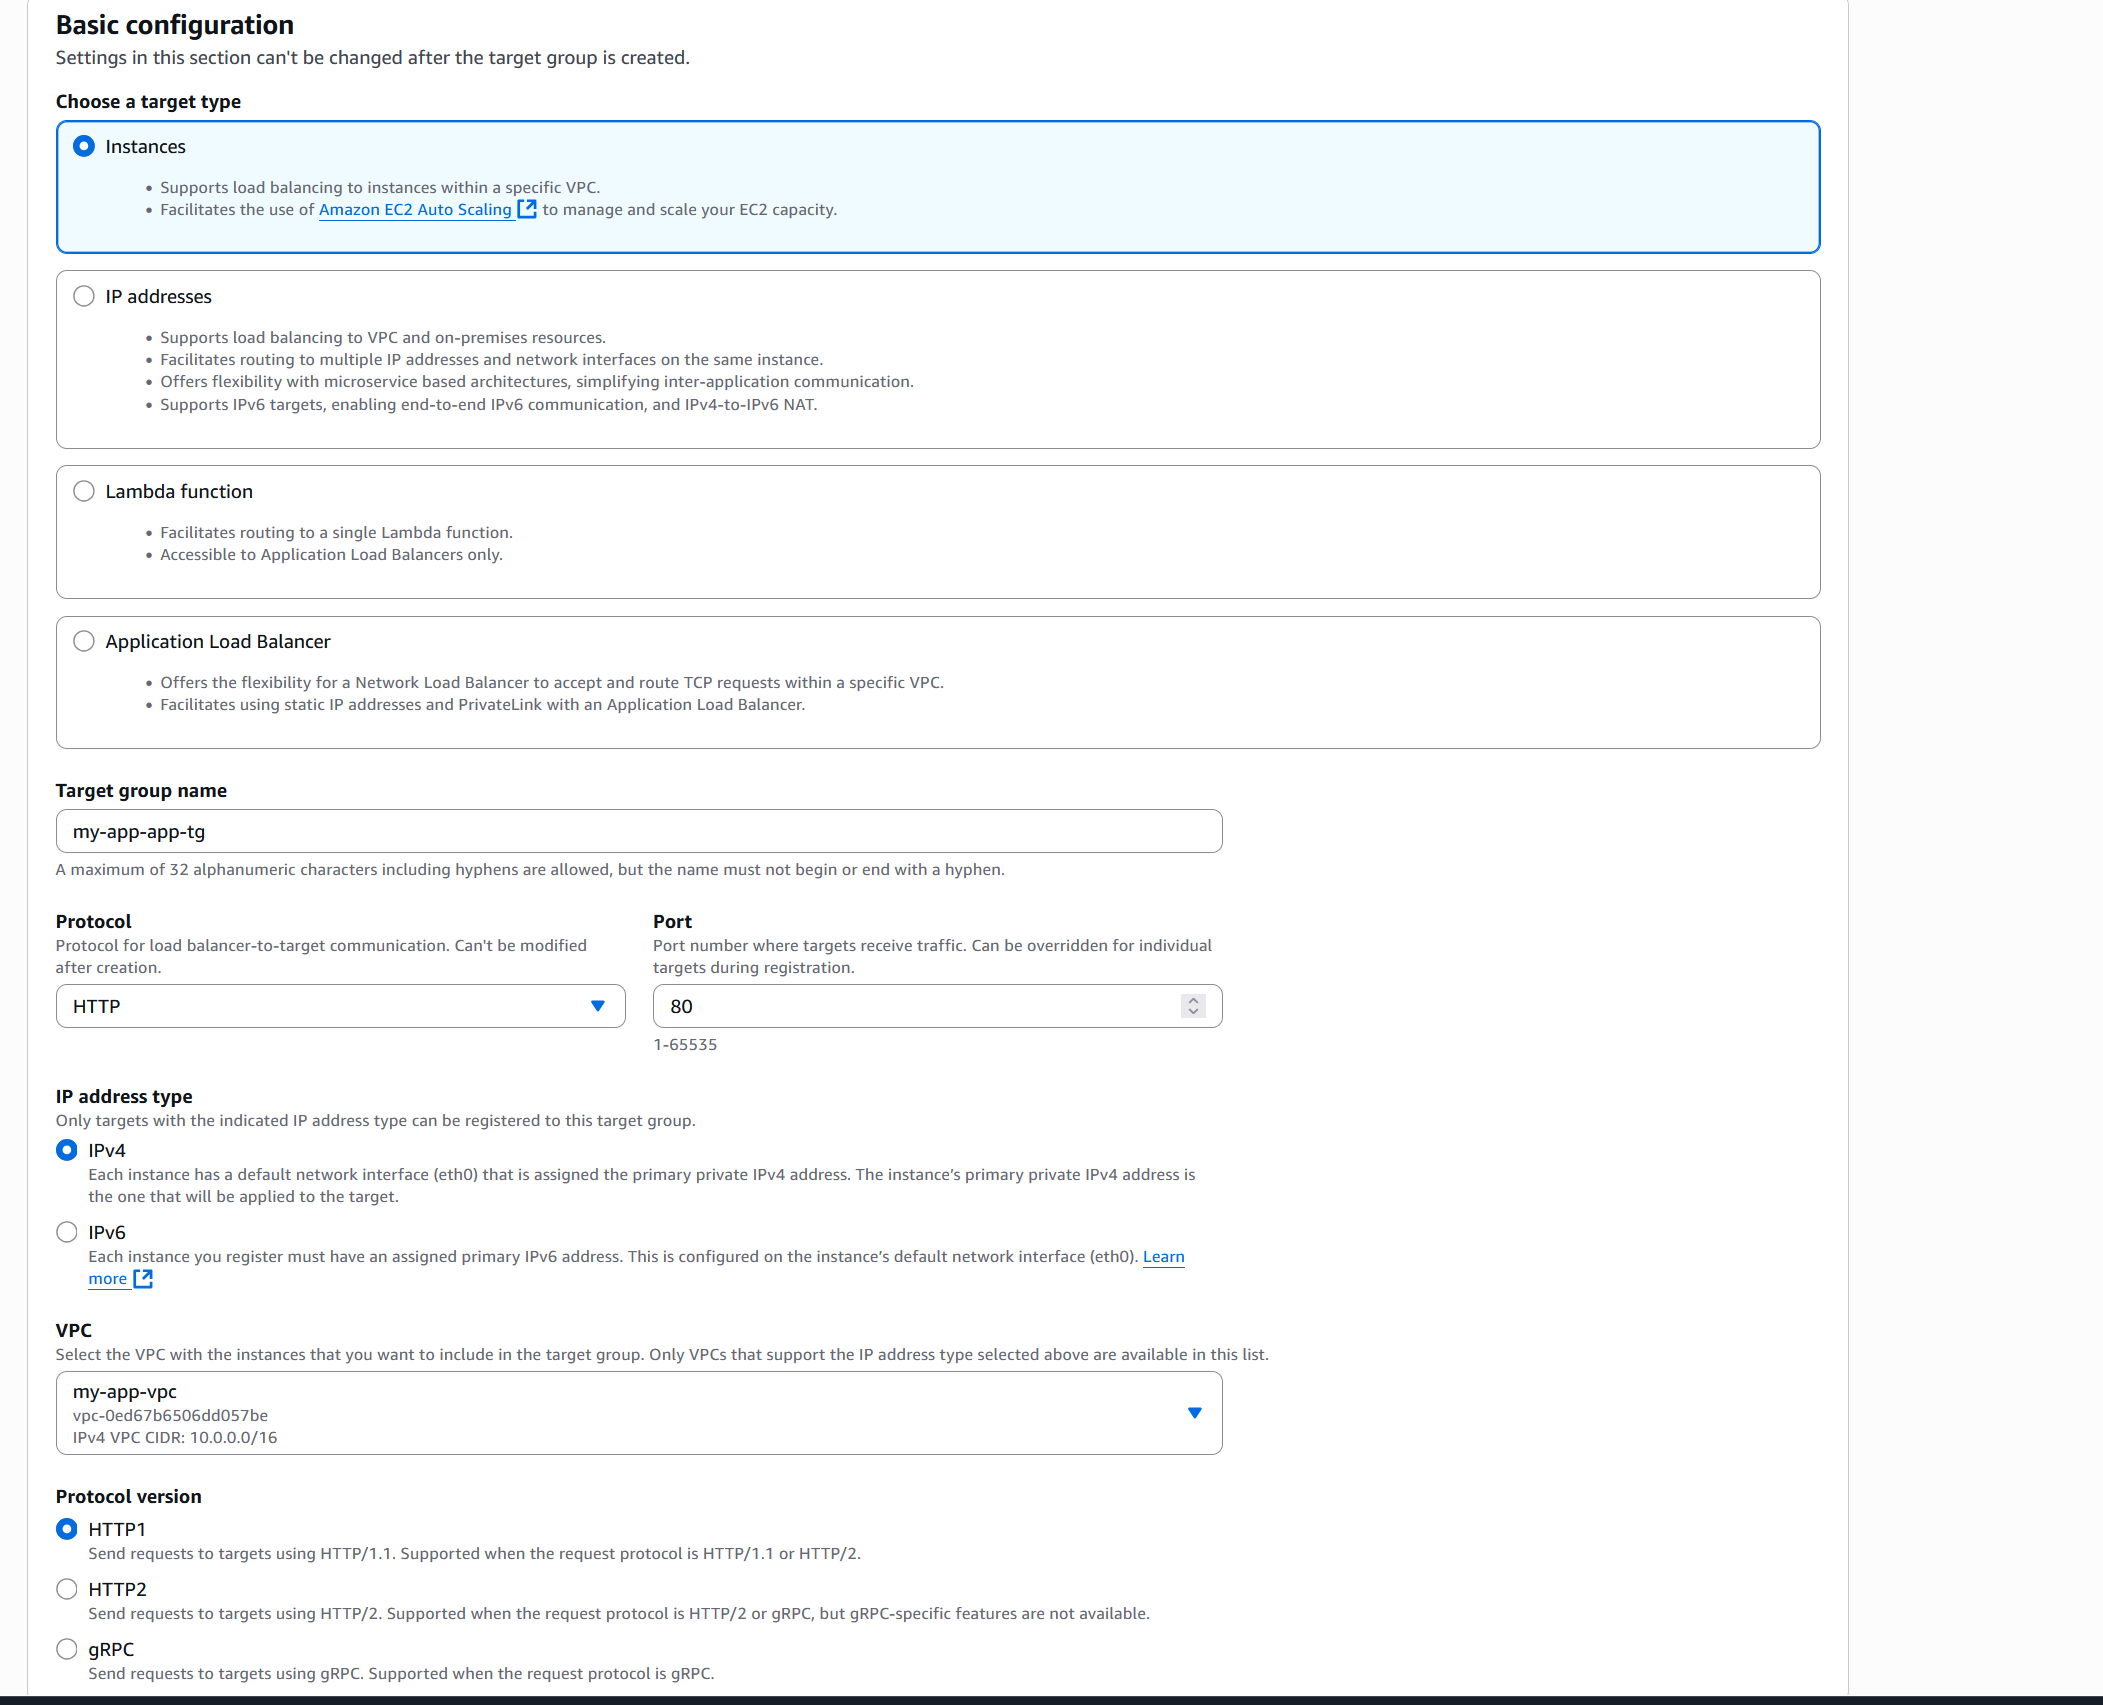 Basic configuration
Settings in this section can't be changed after the target group is created.
Choose a target type
Instances
• Supports load balancing to instances within a specific VPC.
• Facilitates the use of Amazon EC2 Auto Scaling to manage and scale your EC2 capacity.
IP addresses
• Supports load balancing to VPC and on-premises resources.
• Facilitates routing to multiple IP addresses and network interfaces on the same instance.
• Offers flexibility with microservice based architectures, simplifying inter-application communication.
• Supports IPv6 targets, enabling end-to-end IPv6 communication, and IPv4-to-IPv6 NAT.
Lambda function
• Facilitates routing to a single Lambda function.
• Accessible to Application Load Balancers only.
Application Load Balancer
• Offers the flexibility for a Network Load Balancer to accept and route TCP requests within a specific VPC.
• Facilitates using static IP addresses and PrivateLink with an Application Load Balancer.
Target group name
my-app-app-tg
A maximum of 32 alphanumeric characters including hyphens are allowed, but the name must not begin or end with a hyphen.
Protocol
Protocol for load balancer-to-target communication. Can't be modified
after creation.
HTTP
Port
Port number where targets receive traffic. Can be overridden for individual
targets during registration.
80
1-65535
IP address type
Only targets with the indicated IP address type can be registered to this target group.
IPv4
Each instance has a default network interface (eth0) that is assigned the primary private IPv4 address. The instance's primary private IPv4 address is
the one that will be applied to the target.
IPv6
Each instance you register must have an assigned primary IPv6 address. This is configured on the instance's default network interface (eth0). Learn
more
VPC
Select the VPC with the instances that you want to include in the target group. Only VPCs that support the IP address type selected above are available in this list.
my-app-vpc
vpc-0ed67b6506dd057be
IPv4 VPC CIDR: 10.0.0.0/16
Protocol version
HTTP1
Send requests to targets using HTTP/1.1. Supported when the request protocol is HTTP/1.1 or HTTP/2.
HTTP2
Send requests to targets using HTTP/2. Supported when the request protocol is HTTP/2 or gRPC, but gRPC-specific features are not available.
gRPC
Send requests to targets using gRPC. Supported when the request protocol is gRPC.